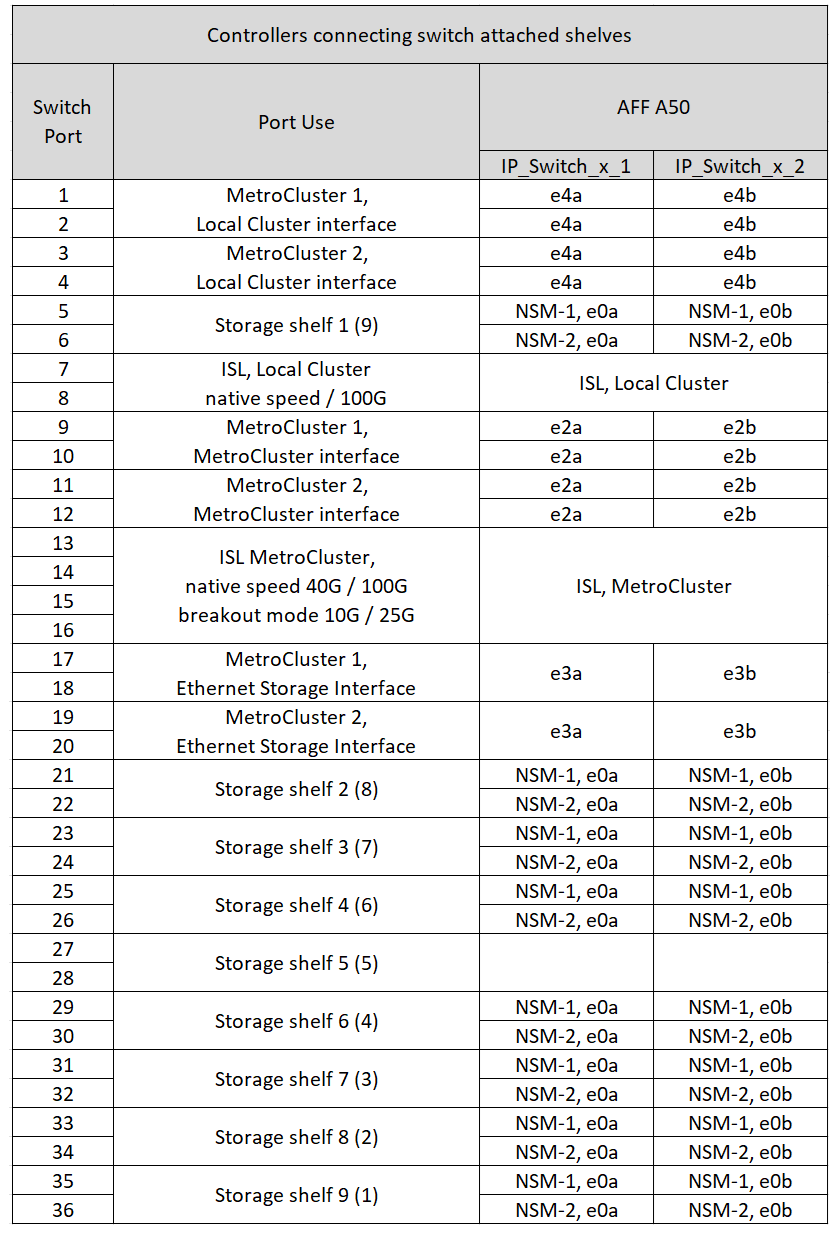 Controllers connecting switch attached shelves
Switch Port
Port Use
AFF A50
IP_Switch_x_1 IP_Switch_x_2
1 MetroCluster 1, e4a e4b
2 Local Cluster interface e4a e4b
3 MetroCluster 2, e4a e4b
4 Local Cluster interface e4a e4b
5 Storage shelf 1 (9) NSM-1, e0a NSM-1, e0b
6 NSM-2, e0a NSM-2, e0b
7 ISL, Local Cluster ISL, Local Cluster
8 native speed / 100G
9 MetroCluster 1, e2a e2b
10 MetroCluster interface e2a e2b
11 MetroCluster 2, e2a e2b
12 MetroCluster interface e2a e2b
13 ISL MetroCluster, ISL, MetroCluster
14 native speed 40G / 100G
15 breakout mode 10G / 25G
16
17 MetroCluster 1, e3a e3b
18 Ethernet Storage Interface
19 MetroCluster 2, e3a e3b
20 Ethernet Storage Interface
21 Storage shelf 2 (8) NSM-1, e0a NSM-1, e0b
22 NSM-2, e0a NSM-2, e0b
23 Storage shelf 3 (7) NSM-1, e0a NSM-1, e0b
24 NSM-2, e0a NSM-2, e0b
25 Storage shelf 4 (6) NSM-1, e0a NSM-1, e0b
26 NSM-2, e0a NSM-2, e0b
27 Storage shelf 5 (5)
28
29 Storage shelf 6 (4) NSM-1, e0a NSM-1, e0b
30 NSM-2, e0a NSM-2, e0b
31 Storage shelf 7 (3) NSM-1, e0a NSM-1, e0b
32 NSM-2, e0a NSM-2, e0b
33 Storage shelf 8 (2) NSM-1, e0a NSM-1, e0b
34 NSM-2, e0a NSM-2, e0b
35 Storage shelf 9 (1) NSM-1, e0a NSM-1, e0b
36 NSM-2, e0a NSM-2, e0b